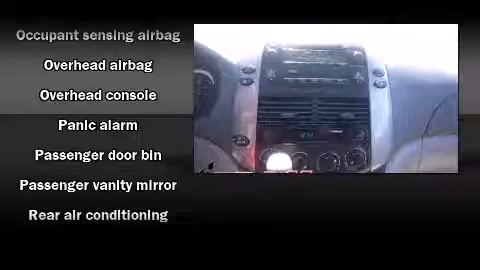 Occupant sensing airbag
Overhead airbag
Overhead console
Panic alarm
Passenger door bin
Passenger vanity mirror
Rear air conditioning